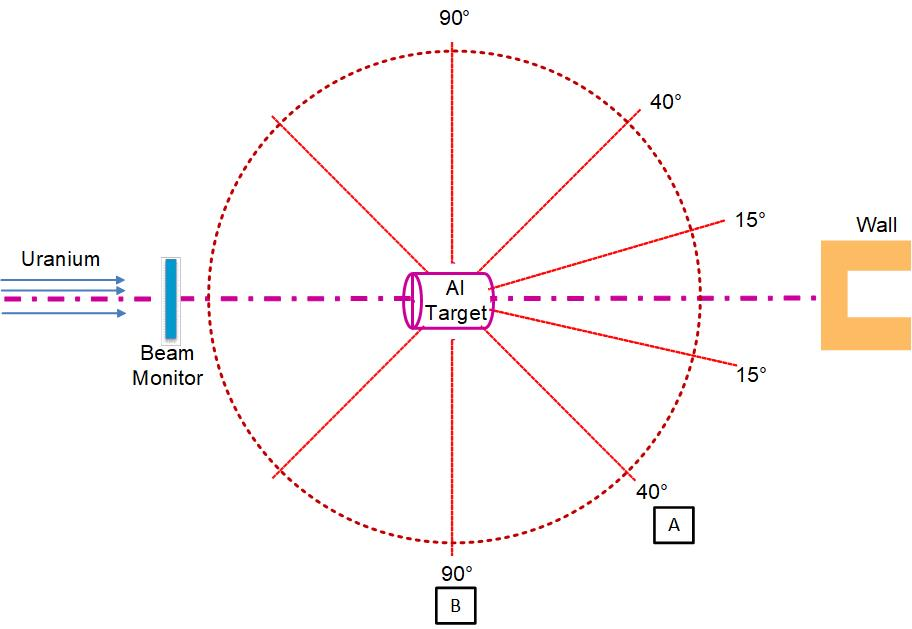 90°
40°
15°
Wall
Uranium
Al
Target
Beam
Monitor
15°
40°
A
90°
B